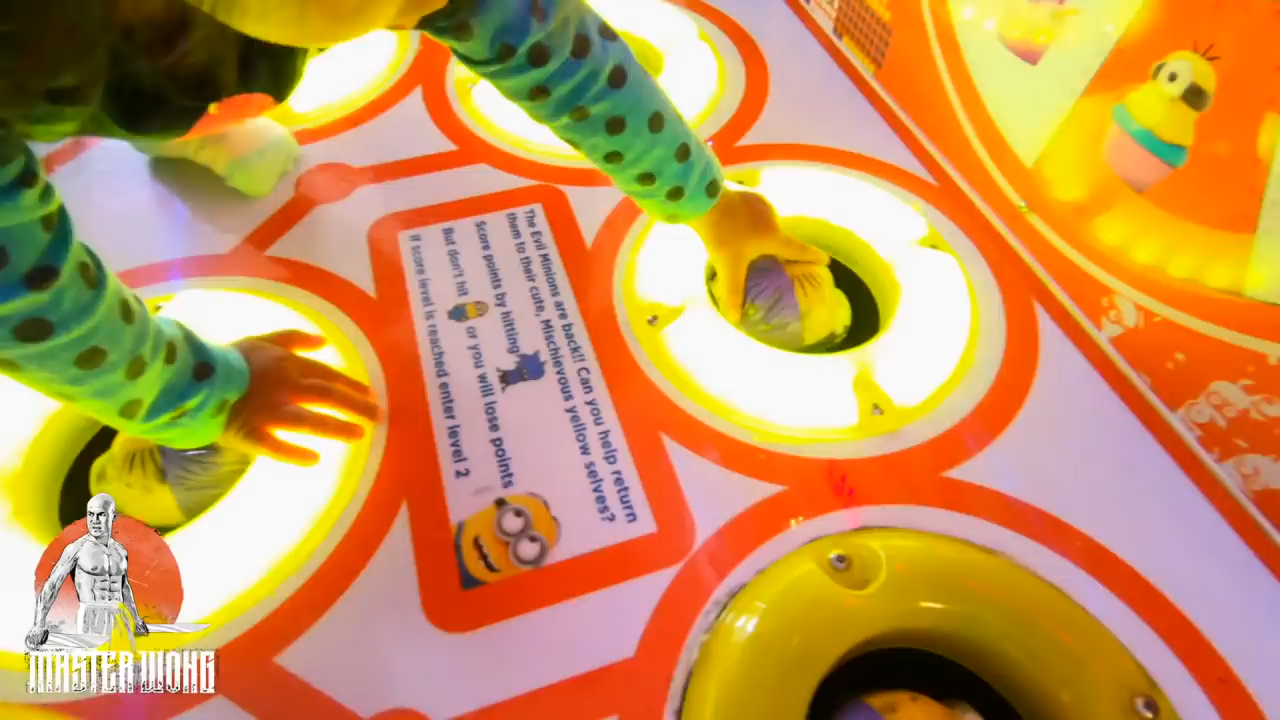 The Evil Minions are back!! Can you help return
them to their cute, Mischievous yellow selves?
Score points by hitting
But don't hit or you will lose points
If score level is reached enter level 2
MASTER WONG